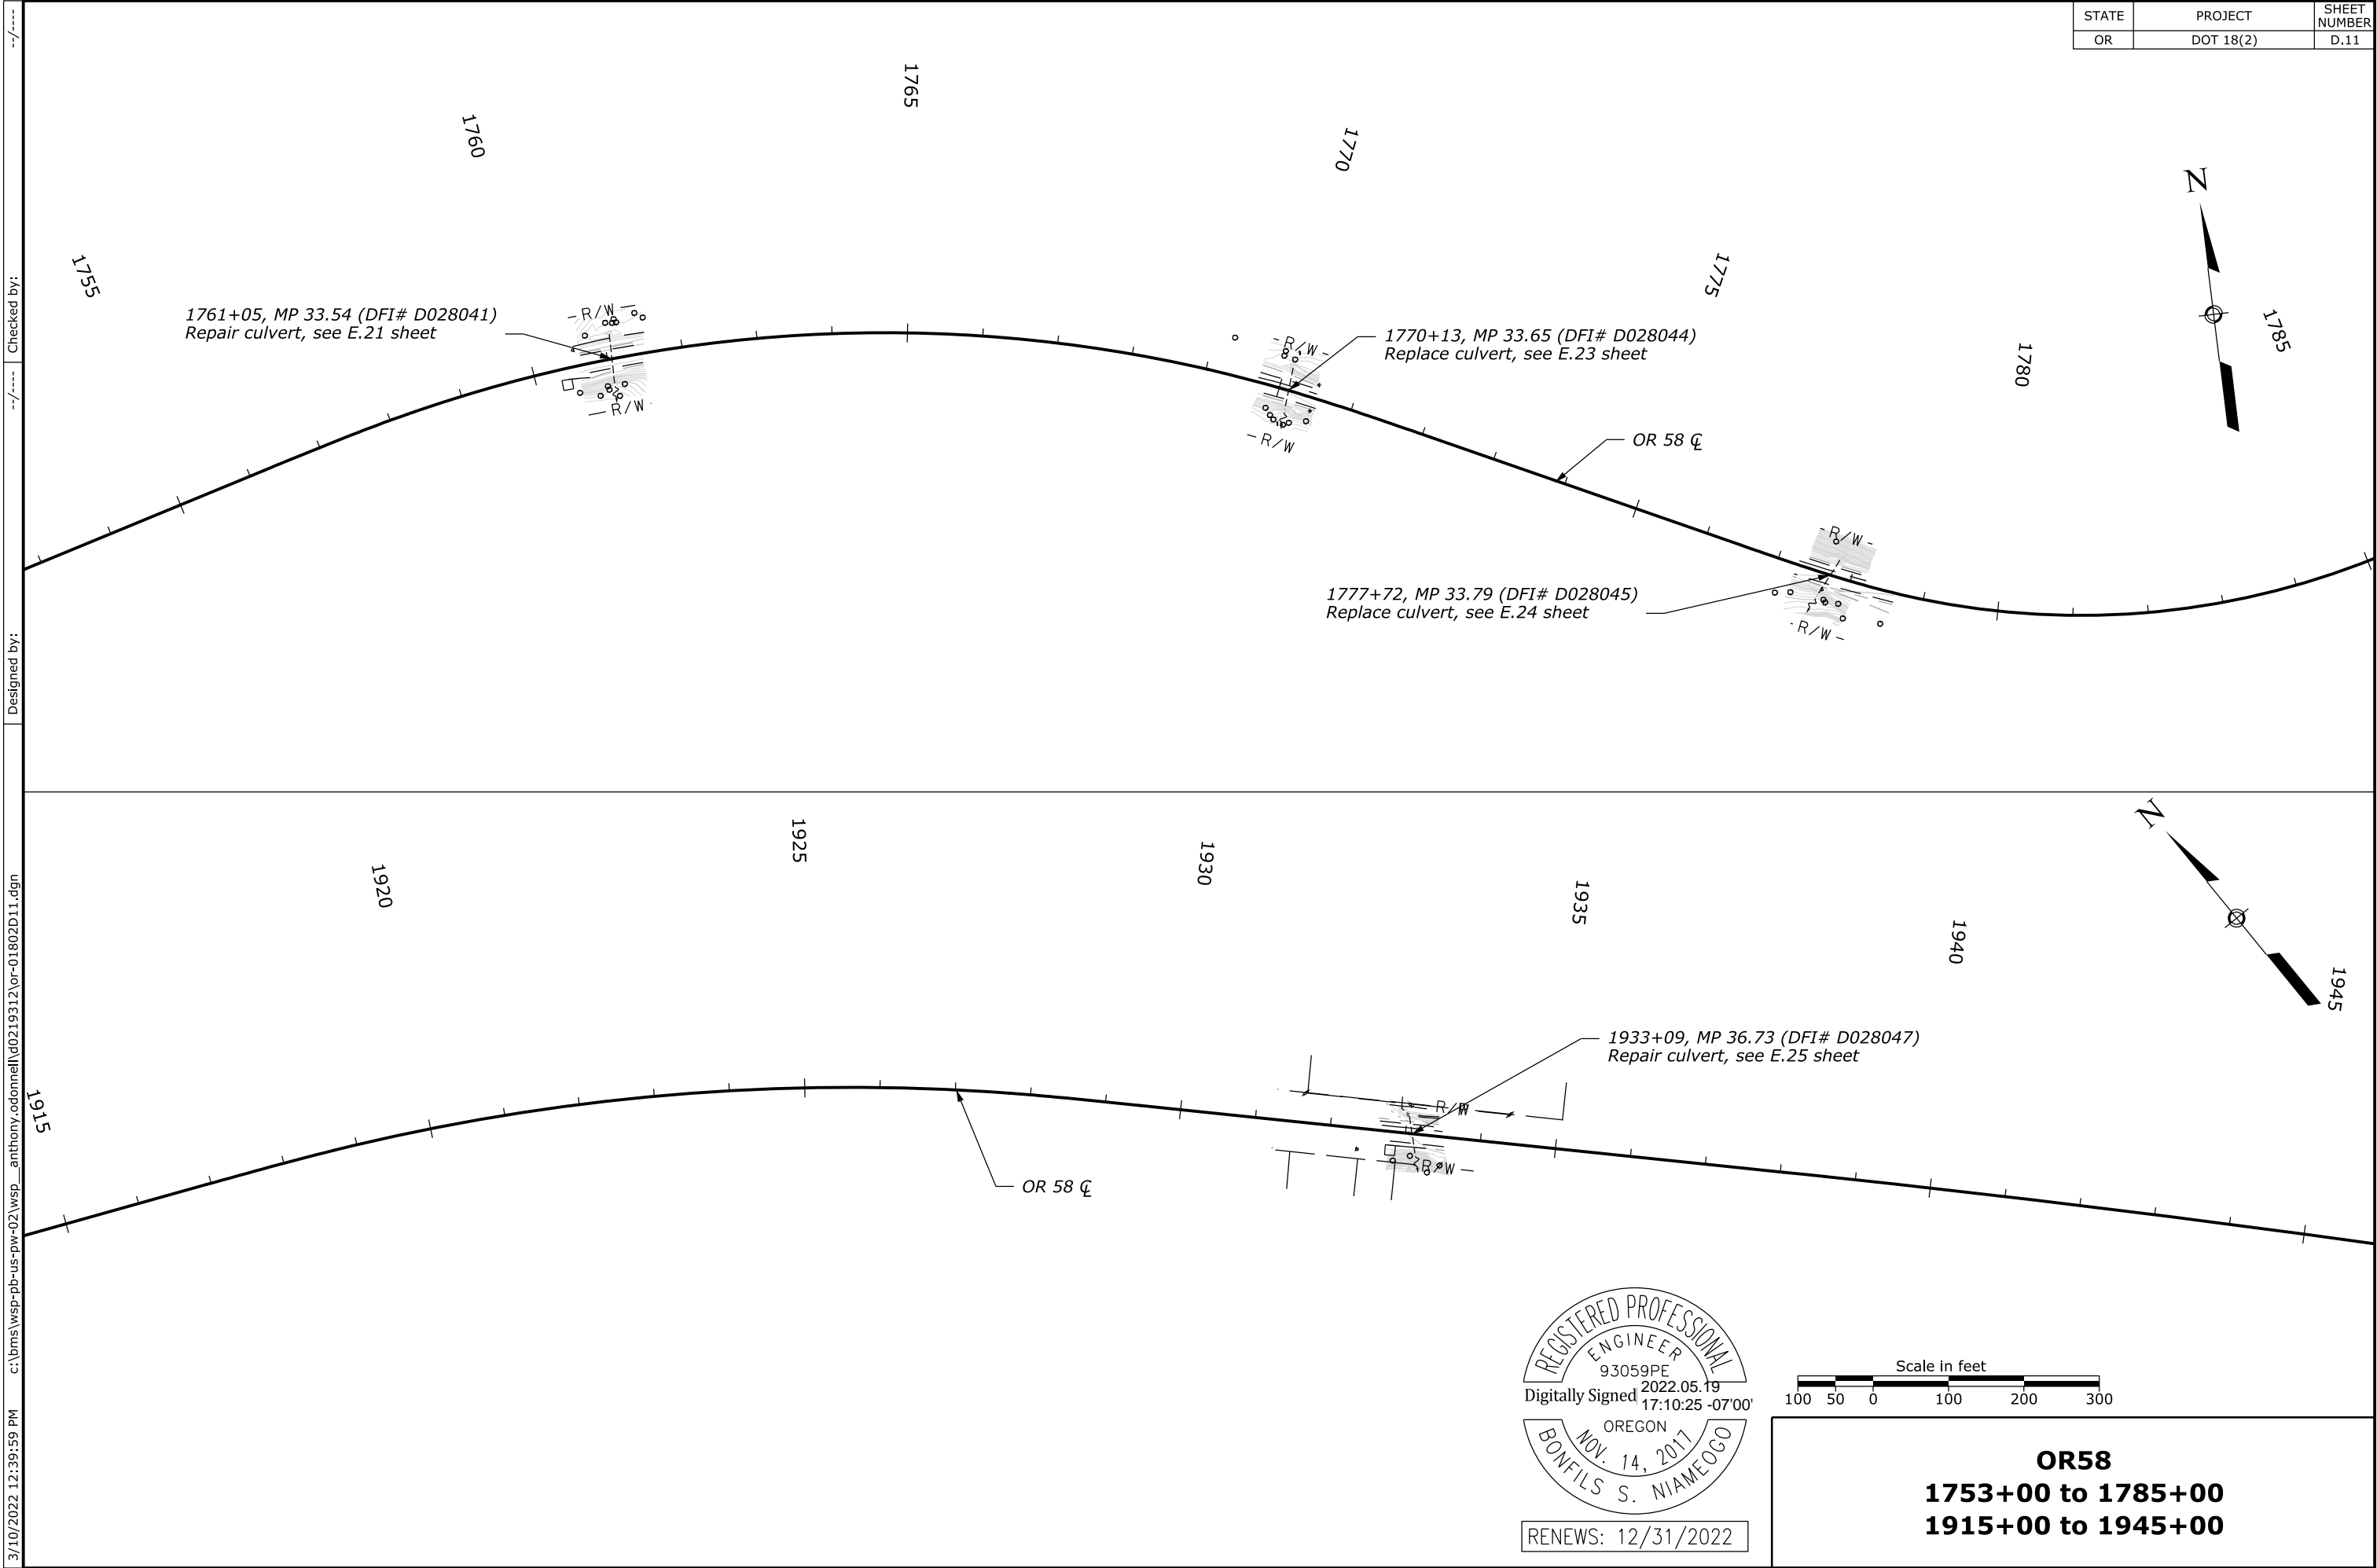 STATE PROJECT SHEET NUMBER
OR DOT 18(2) D.11
1755
1760
1765
1770
1775
1780
1785
N
1761+05, MP 33.54 (DFI# D028041)
Repair culvert, see E.21 sheet
- R/W -
- R/W -
1770+13, MP 33.65 (DFI# D028044)
Replace culvert, see E.23 sheet
- R/W -
- R/W
OR 58 ℄
1777+72, MP 33.79 (DFI# D028045)
Replace culvert, see E.24 sheet
- R/W -
- R/W -
1915
1920
1925
1930
1935
1940
1945
N
1933+09, MP 36.73 (DFI# D028047)
Repair culvert, see E.25 sheet
R/W
R/W -
OR 58 ℄
REGISTERED PROFESSIONAL
ENGINEER
93059PE
Digitally Signed
2022.05.19
17:10:25 -07'00'
OREGON
NOV. 14, 2017
BONFILS S. NIAMEOGO
RENEWS: 12/31/2022
Scale in feet
100 50 0 100 200 300
OR58
1753+00 to 1785+00
1915+00 to 1945+00
3/10/2022 12:39:59 PM c:\bms\wsp-pb-us-pw-02\wsp_anthony.odonnell\d0219312\or-01802D11.dgn
Designed by: --/----
Checked by: --/----